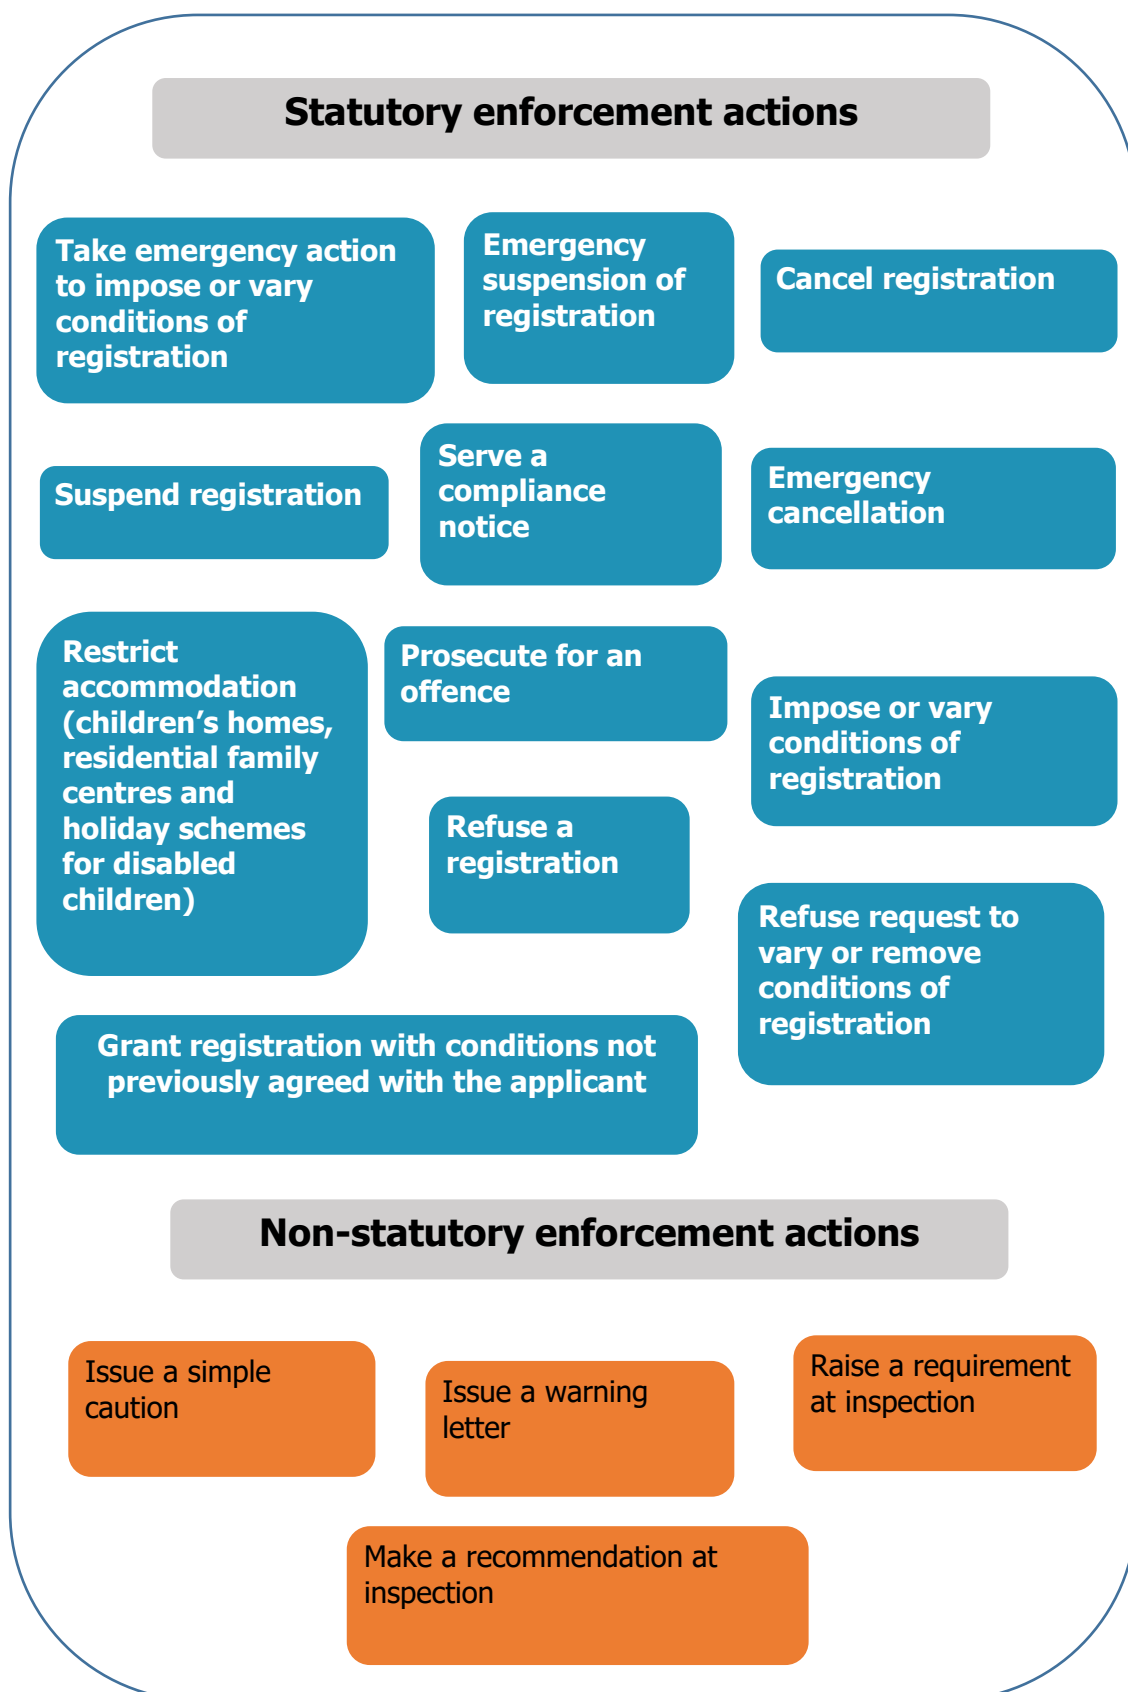 Statutory enforcement actions
Take emergency action
to impose or vary
conditions of
registration
Emergency
suspension of
registration
Cancel registration
Suspend registration
Serve a
compliance
notice
Emergency
cancellation
Restrict
accommodation
(children’s homes,
residential family
centres and
holiday schemes
for disabled
children)
Prosecute for an
offence
Impose or vary
conditions of
registration
Refuse a
registration
Refuse request to
vary or remove
conditions of
registration
Grant registration with conditions not
previously agreed with the applicant
Non-statutory enforcement actions
Issue a simple
caution
Issue a warning
letter
Raise a requirement
at inspection
Make a recommendation at
inspection